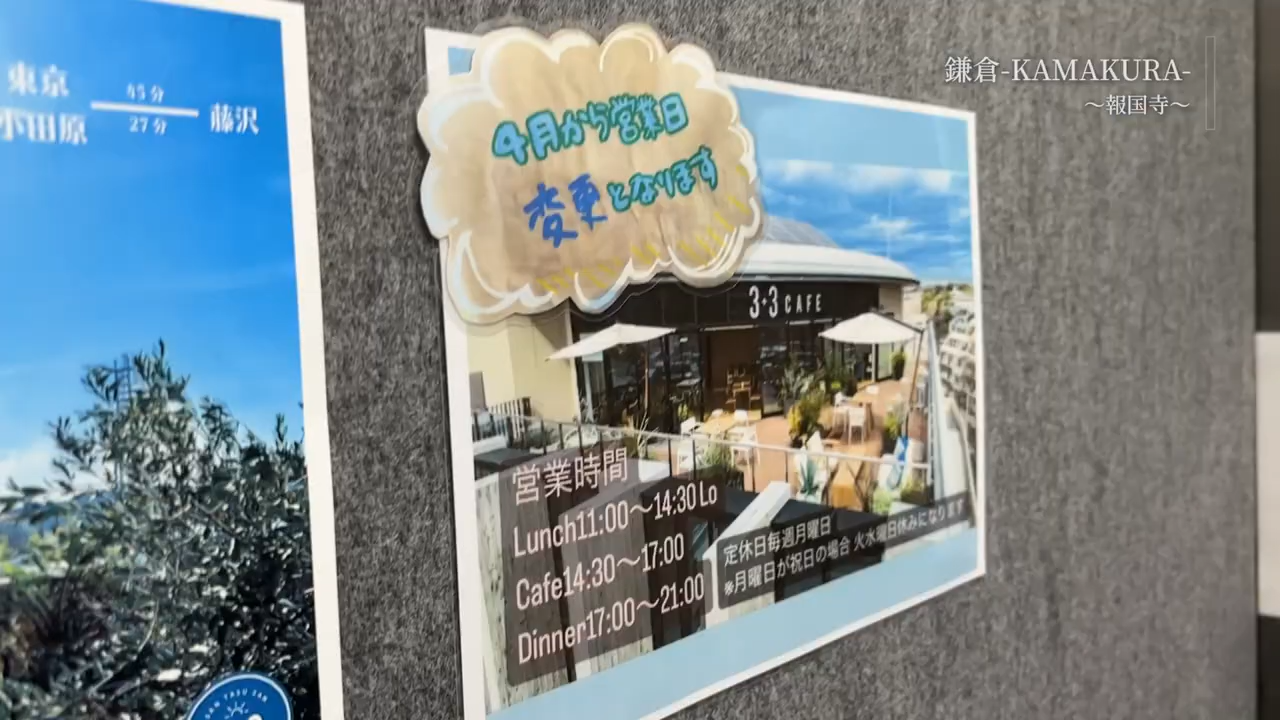 東京
45分
小田原
27分
藤沢
4月から営業日
変更となります
3+3 CAFE
営業時間
Lunch11:00〜14:30Lo
Cafe14:30〜17:00
Dinner17:00〜21:00
定休日毎週月曜日
※月曜日が祝日の場合 火水曜日休みになります
鎌倉-KAMAKURA-
〜報国寺〜